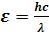 ε = hc/λ